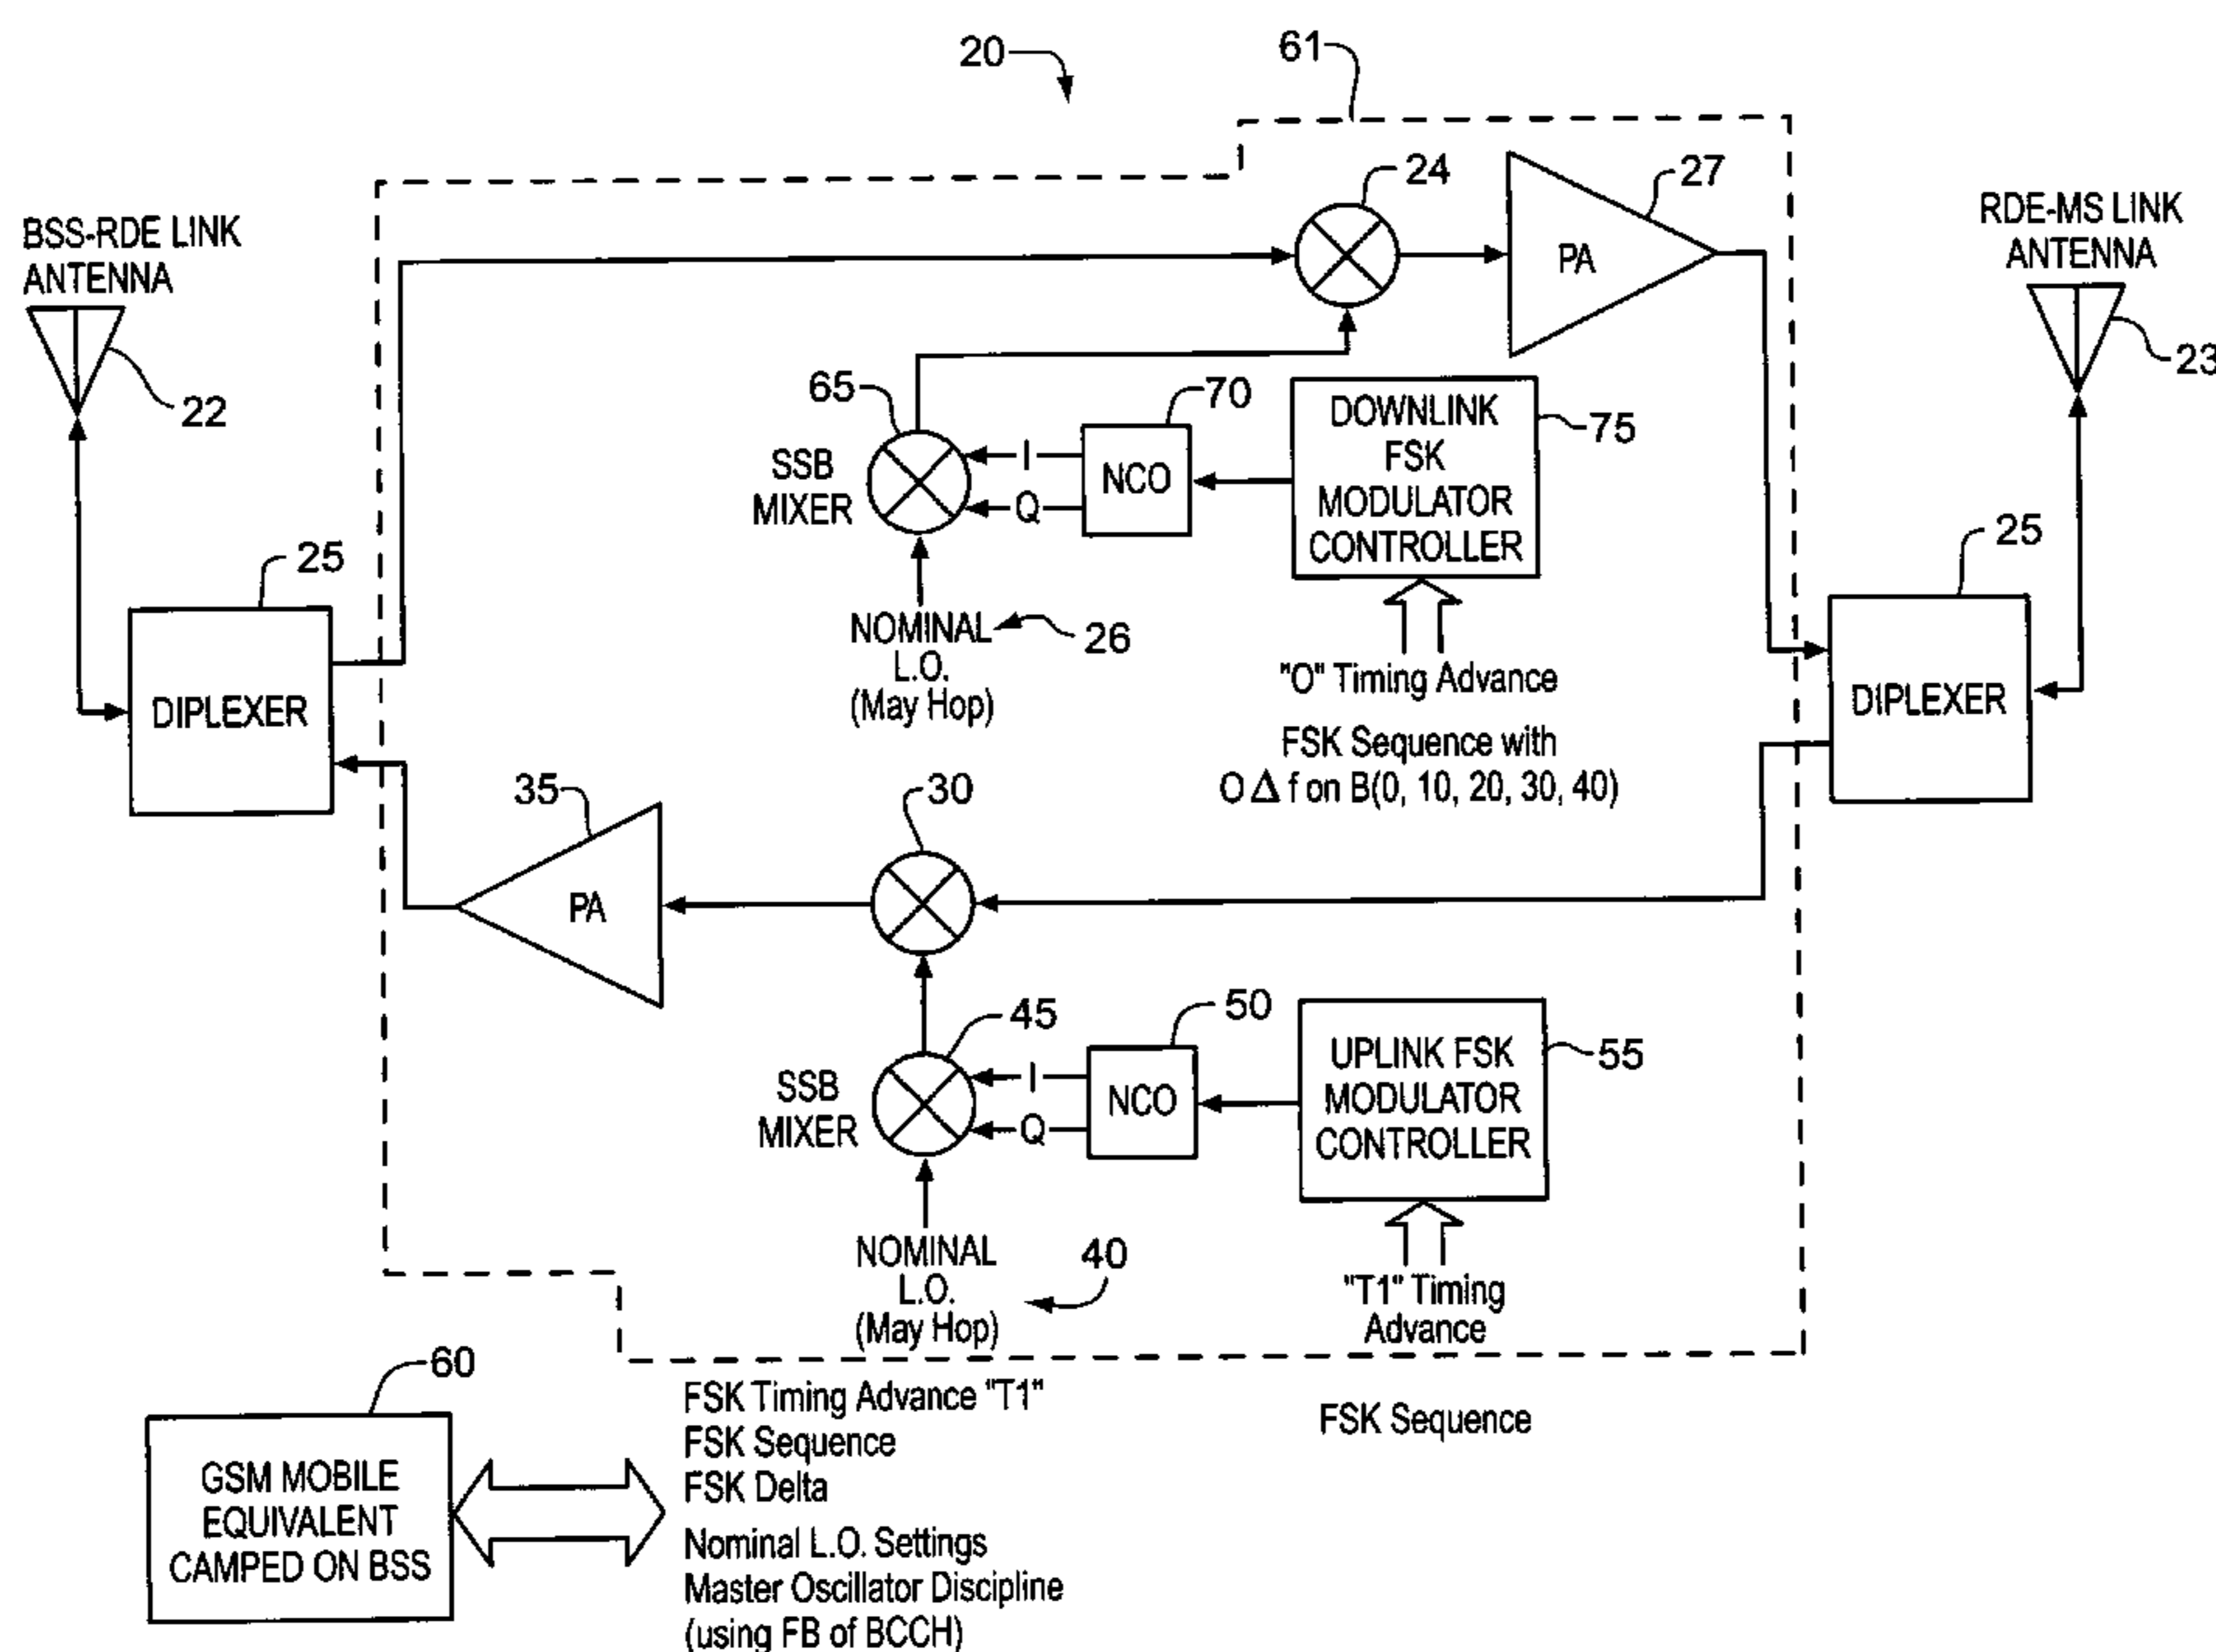 20
61
24
27
BSS-RDE LINK
ANTENNA
RDE-MS LINK
ANTENNA
PA
22
23
65
70
DOWNLINK
FSK
MODULATOR
CONTROLLER
75
SSB
MIXER
I
Q
NCO
25
DIPLEXER
NOMINAL
L.O.
(May Hop)
26
"O" Timing Advance
25
DIPLEXER
FSK Sequence with
O Δ f on B(0, 10, 20, 30, 40)
35
30
PA
45
50
UPLINK FSK
MODULATOR
CONTROLLER
55
SSB
MIXER
I
Q
NCO
NOMINAL
L.O.
(May Hop)
40
"T1" Timing
Advance
60
GSM MOBILE
EQUIVALENT
CAMPED ON BSS
FSK Timing Advance "T1"
FSK Sequence
FSK Delta
Nominal L.O. Settings
Master Oscillator Discipline
(using FB of BCCH)
FSK Sequence